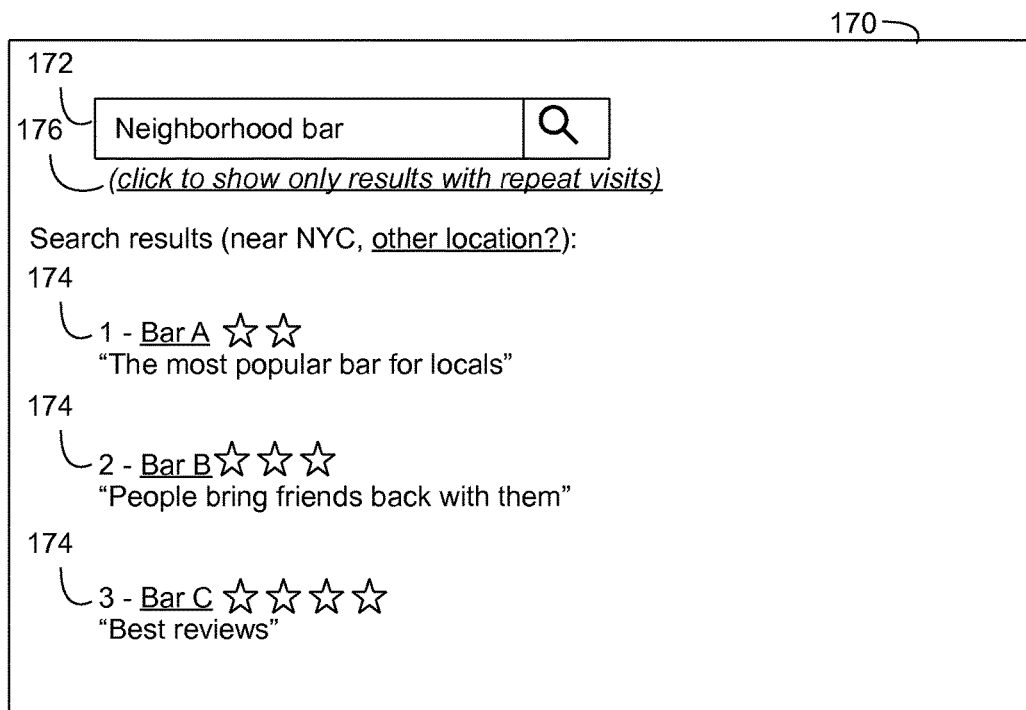 170
172
Neighborhood bar
176
(click to show only results with repeat visits)
Search results (near NYC, other location?):
174
1 - Bar A
“The most popular bar for locals”
174
2 - Bar B
“People bring friends back with them”
174
3 - Bar C
“Best reviews”